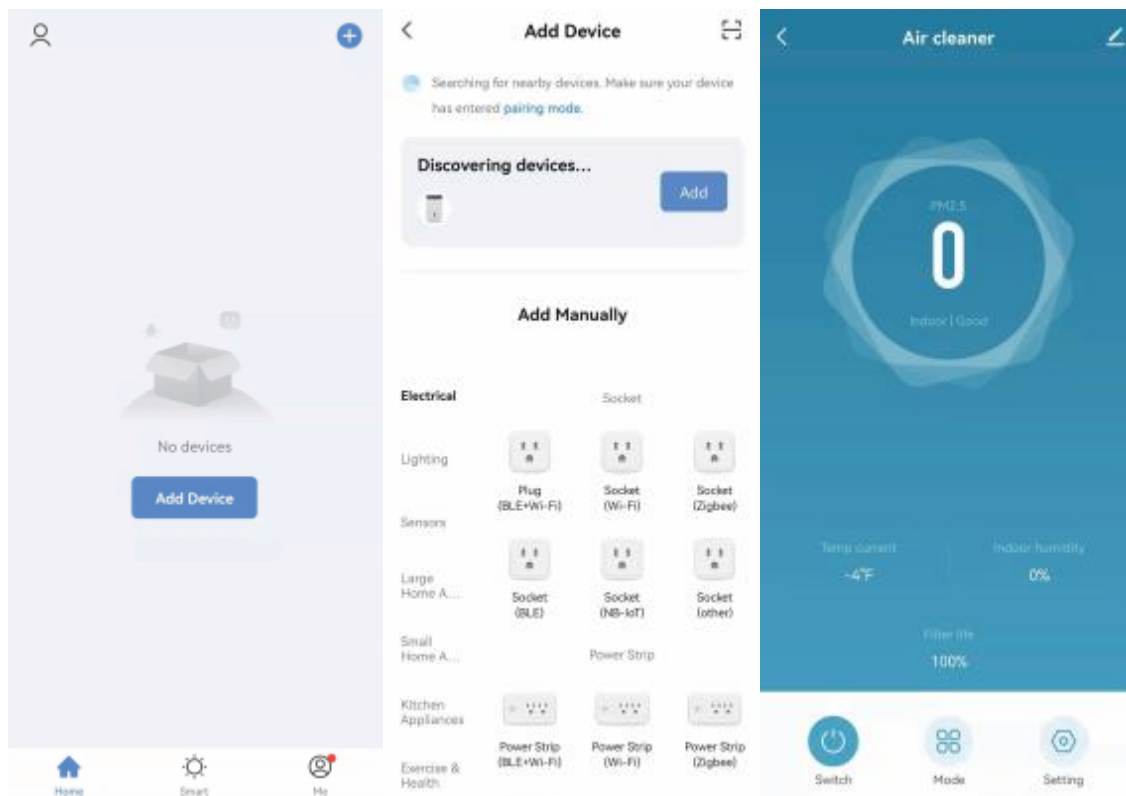 No devices
Add Device
Home
Smart
Me
Add Device
Searching for nearby devices. Make sure your device
has entered pairing mode.
Discovering devices...
Add
Add Manually
Electrical
Lighting
Sensors
Large
Home A...
Small
Home A...
Kitchen
Appliances
Exercise &
Health
Socket
Plug
(BLE+Wi-Fi)
Socket
(Wi-Fi)
Socket
(Zigbee)
Socket
(BLE)
Socket
(NB-IoT)
Socket
(other)
Power Strip
Power Strip
(BLE+Wi-Fi)
Power Strip
(Wi-Fi)
Power Strip
(Zigbee)
Air cleaner
PM2.5
0
Indoor | Good
Temp current
-4°F
Indoor humidity
0%
Filter life
100%
Switch
Mode
Setting